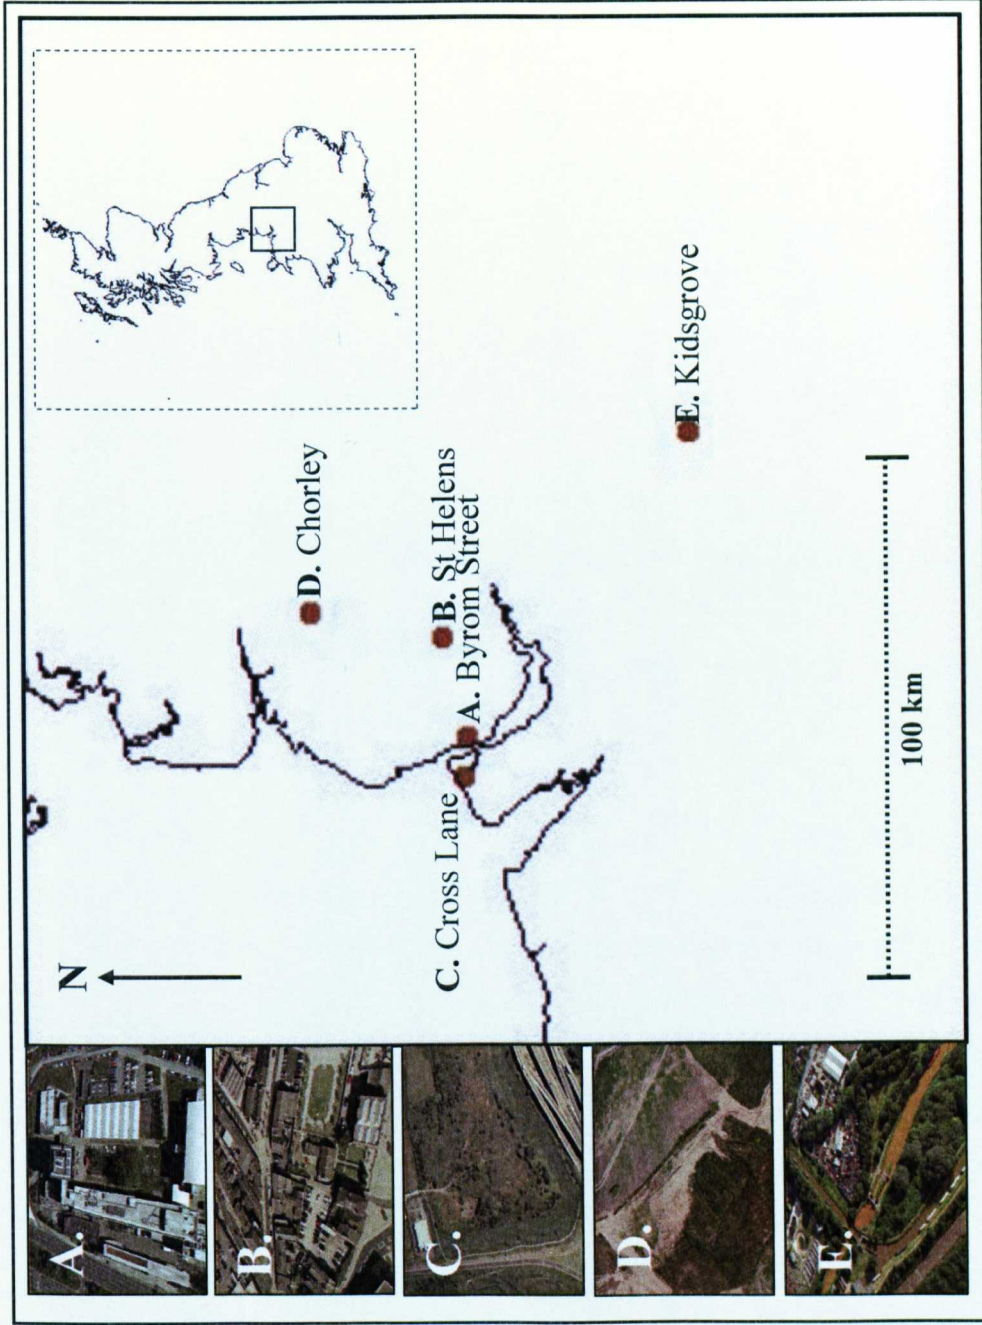 A.
B.
C.
D.
E.
N
D. Chorley
B. St Helens
A. Byrom Street
C. Cross Lane
E. Kidsgrove
100 km